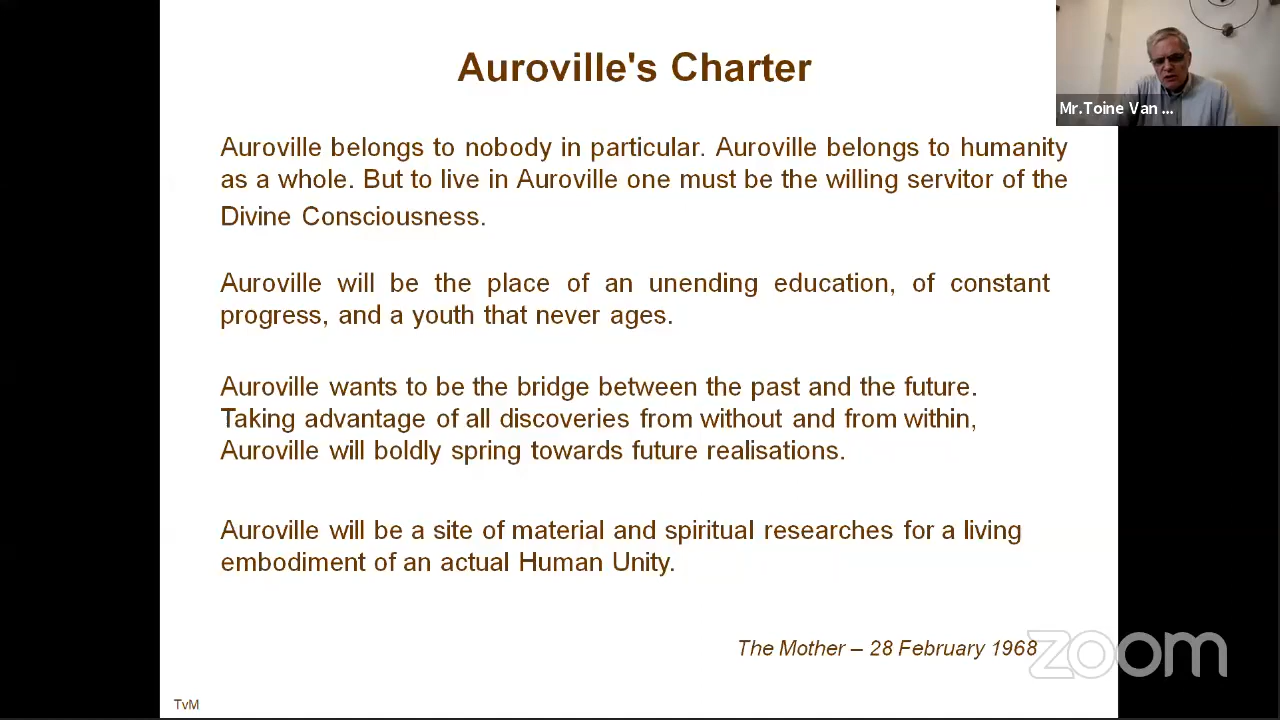 Auroville's Charter
Mr.Toine Van ...
Auroville belongs to nobody in particular. Auroville belongs to humanity
as a whole. But to live in Auroville one must be the willing servitor of the
Divine Consciousness.
Auroville will be the place of an unending education, of constant
progress, and a youth that never ages.
Auroville wants to be the bridge between the past and the future.
Taking advantage of all discoveries from without and from within,
Auroville will boldly spring towards future realisations.
Auroville will be a site of material and spiritual researches for a living
embodiment of an actual Human Unity.
The Mother – 28 February 1968
zoom
TvM